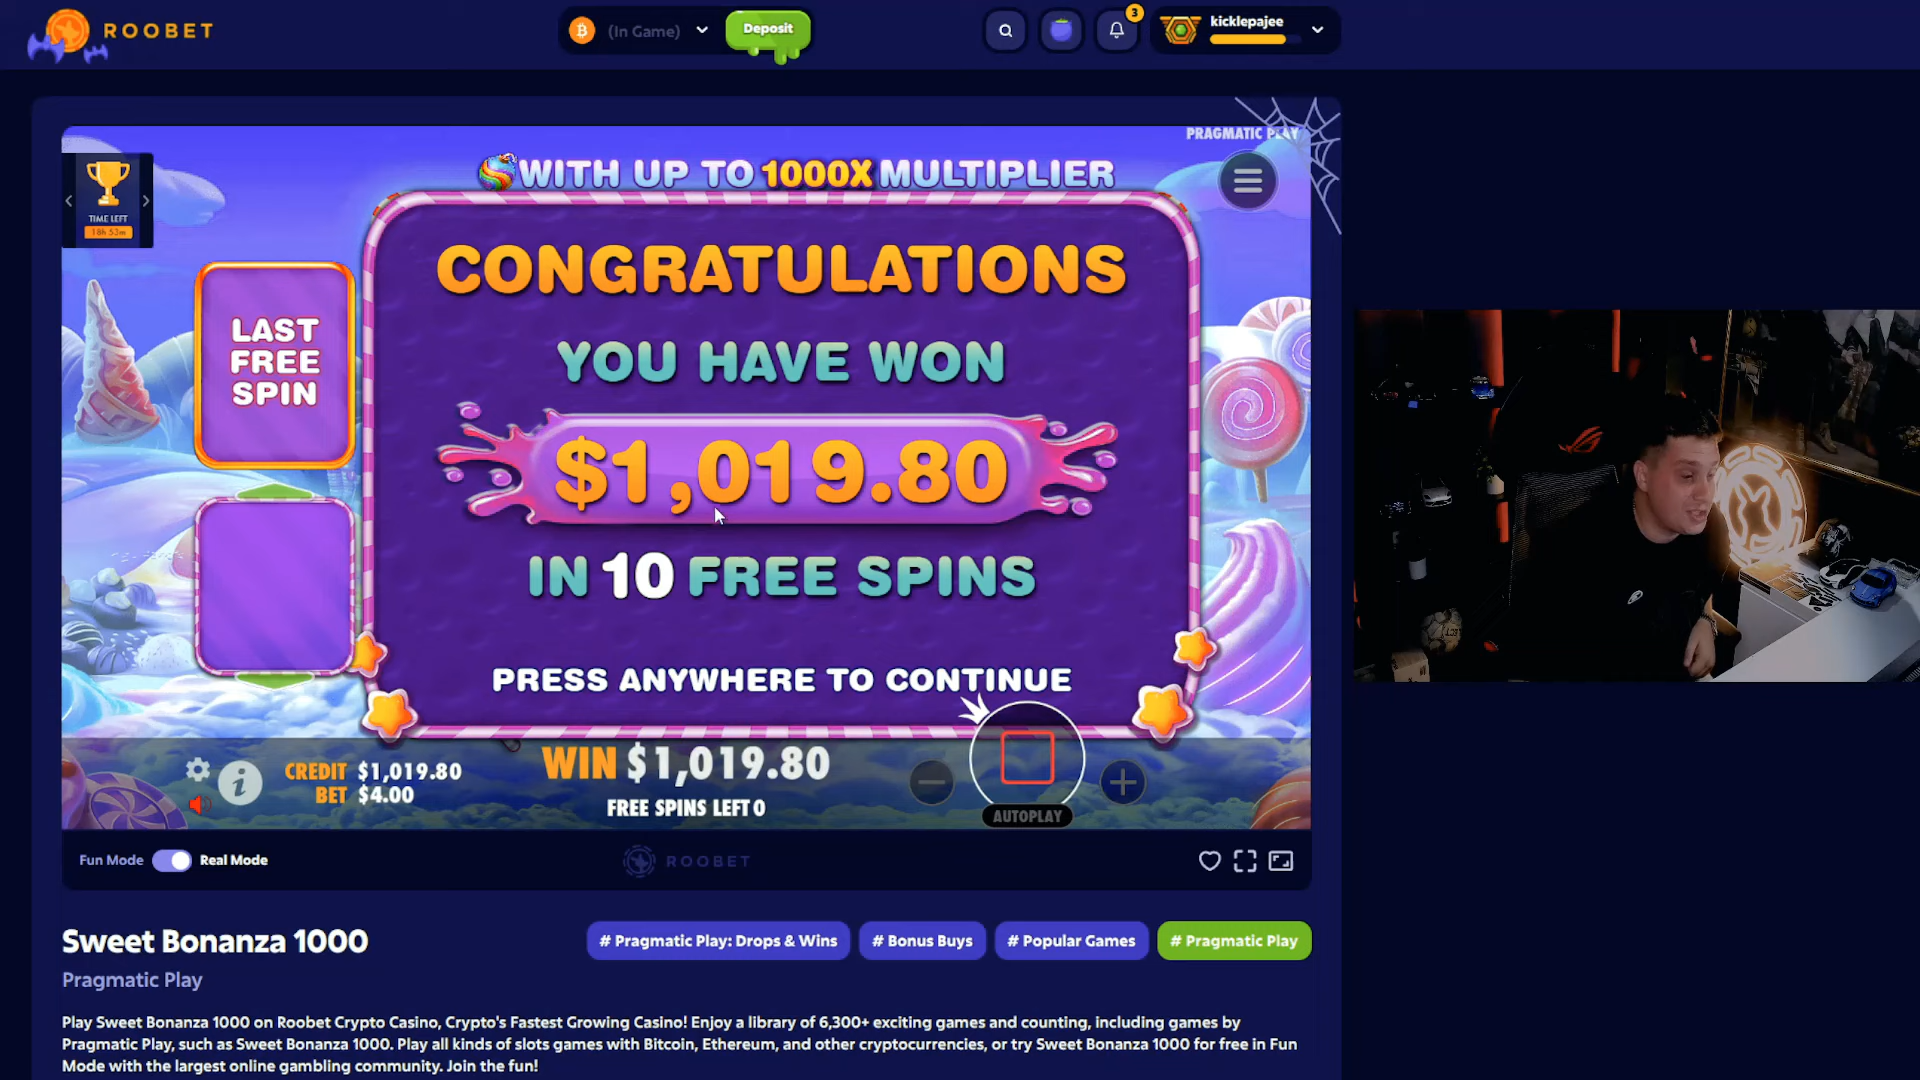 ROOBET
(In Game)
Deposit
3
kicklepajee
PRAGMATIC PLAY
WITH UP TO 1000X MULTIPLIER
TIME LEFT
18h 53m
CONGRATULATIONS
LAST
FREE
SPIN
YOU HAVE WON
$1,019.80
IN 10 FREE SPINS
PRESS ANYWHERE TO CONTINUE
CREDIT $1,019.80
BET $4.00
WIN $1,019.80
FREE SPINS LEFT 0
AUTOPLAY
Fun Mode
Real Mode
ROOBET
Sweet Bonanza 1000
# Pragmatic Play: Drops & Wins
# Bonus Buys
# Popular Games
# Pragmatic Play
Pragmatic Play
Play Sweet Bonanza 1000 on Roobet Crypto Casino, Crypto's Fastest Growing Casino! Enjoy a library of 6,300+ exciting games and counting, including games by
Pragmatic Play, such as Sweet Bonanza 1000. Play all kinds of slots games with Bitcoin, Ethereum, and other cryptocurrencies, or try Sweet Bonanza 1000 for free in Fun
Mode with the largest online gambling community. Join the fun!